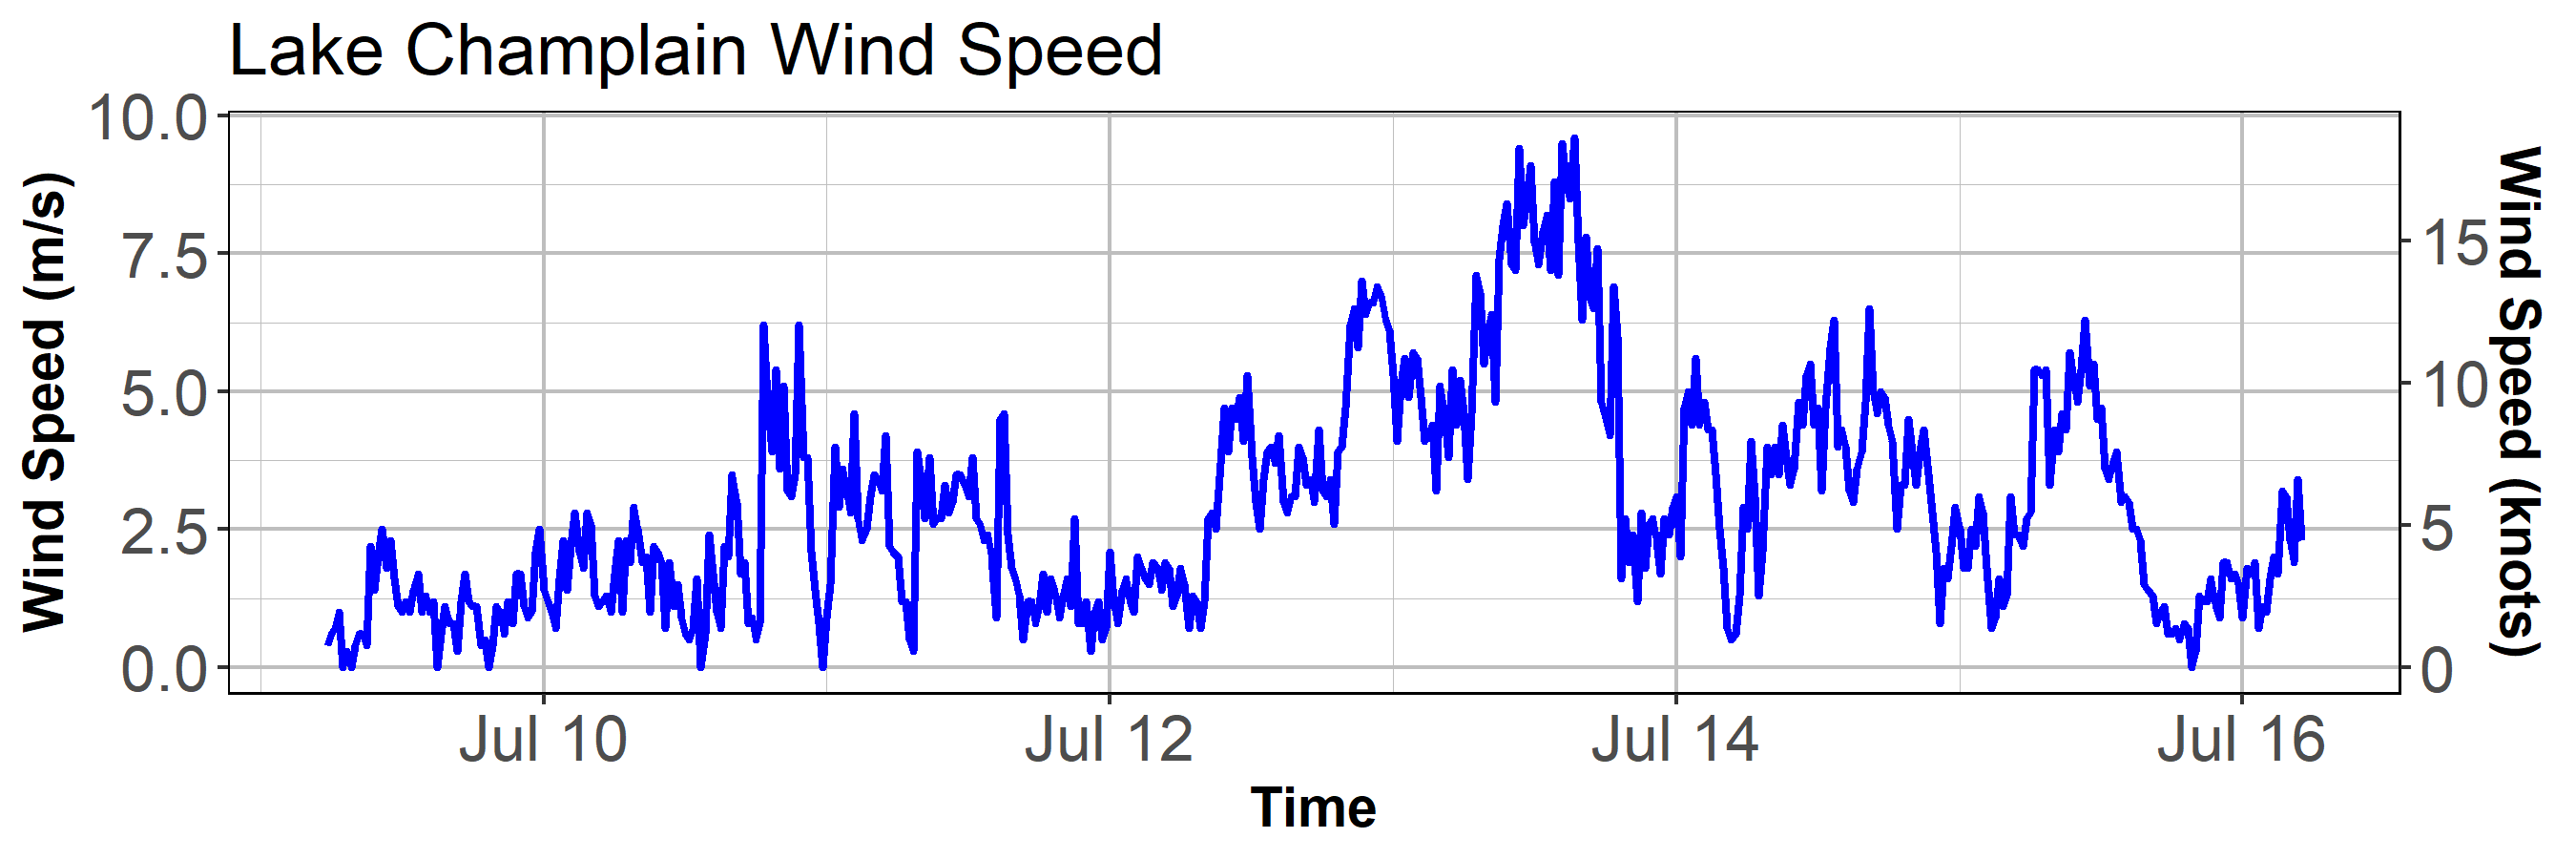 Lake Champlain Wind Speed
10.0
7.5
5.0
2.5
0.0
Wind Speed (m/s)
15
10
5
0
Wind Speed (knots)
Jul 10
Jul 12
Jul 14
Jul 16
Time